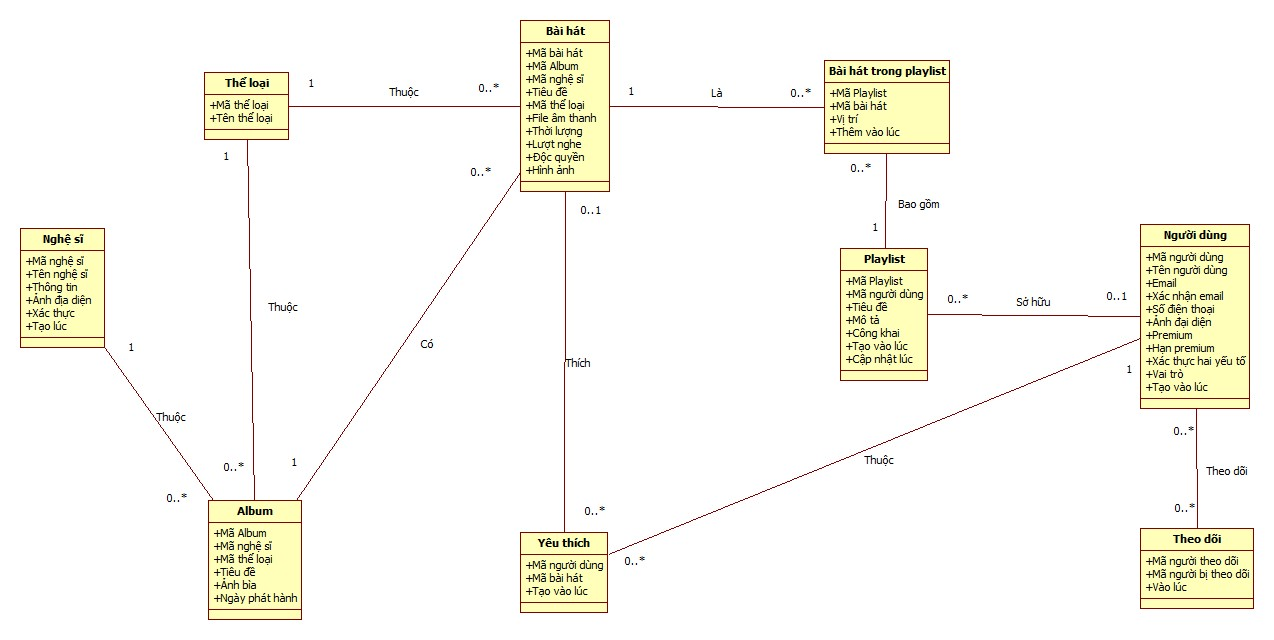 Bài hát
+Mã bài hát
+Mã Album
+Mã nghệ sĩ
+Tiêu đề
+Mã thể loại
+File âm thanh
+Thời lượng
+Lượt nghe
+Độc quyền
+Hình ảnh
Thể loại
+Mã thể loại
+Tên thể loại
1
Thuộc
0..*
1
Là
0..*
Bài hát trong playlist
+Mã Playlist
+Mã bài hát
+Vị trí
+Thêm vào lúc
1
0..*
0..1
0..*
Bao gồm
1
Nghệ sĩ
+Mã nghệ sĩ
+Tên nghệ sĩ
+Thông tin
+Ảnh địa diện
+Xác thực
+Tạo lúc
Playlist
+Mã Playlist
+Mã người dùng
+Tiêu đề
+Mô tả
+Công khai
+Tạo vào lúc
+Cập nhật lúc
0..*
Sở hữu
0..1
Người dùng
+Mã người dùng
+Tên người dùng
+Email
+Xác nhận email
+Số điện thoại
+Ảnh đại diện
+Premium
+Hạn premium
+Xác thực hai yếu tố
+Vai trò
+Tạo vào lúc
Thuộc
Có
Thích
1
1
Thuộc
0..*
0..*
1
Thuộc
0..*
Theo dõi
0..*
Album
+Mã Album
+Mã nghệ sĩ
+Mã thể loại
+Tiêu đề
+Ảnh bìa
+Ngày phát hành
0..*
Yêu thích
+Mã người dùng
+Mã bài hát
+Tạo vào lúc
0..*
Theo dõi
+Mã người theo dõi
+Mã người bị theo dõi
+Vào lúc